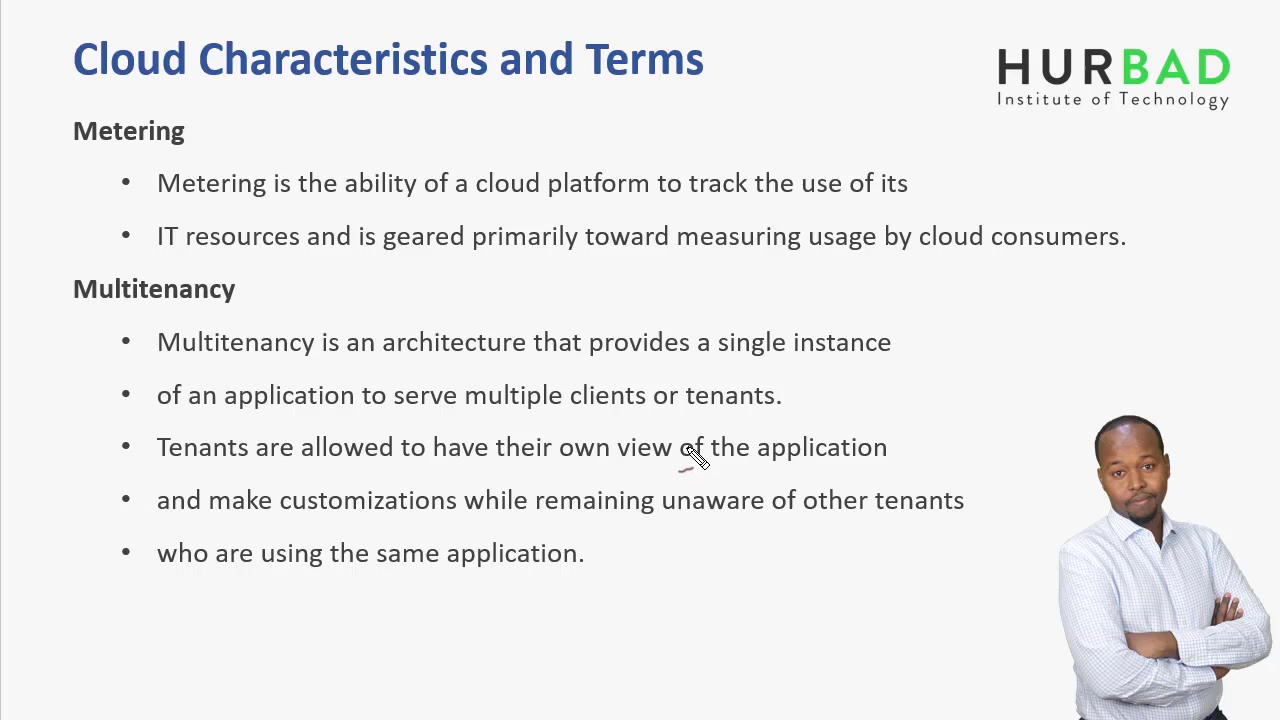 Cloud Characteristics and Terms
HURBAD
Institute of Technology
Metering
• Metering is the ability of a cloud platform to track the use of its
• IT resources and is geared primarily toward measuring usage by cloud consumers.
Multitenancy
• Multitenancy is an architecture that provides a single instance
• of an application to serve multiple clients or tenants.
• Tenants are allowed to have their own view of the application
• and make customizations while remaining unaware of other tenants
• who are using the same application.